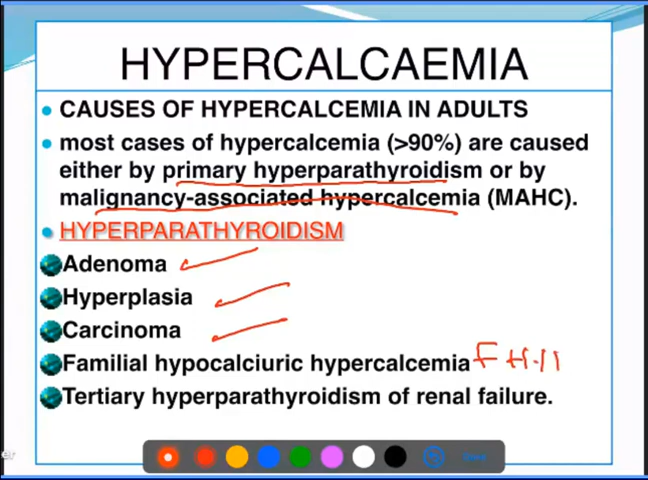 HYPERCALCAEMIA
CAUSES OF HYPERCALCEMIA IN ADULTS
most cases of hypercalcemia (>90%) are caused
either by primary hyperparathyroidism or by
malignancy-associated hypercalcemia (MAHC).
HYPERPARATHYROIDISM
Adenoma
Hyperplasia
Carcinoma
Familial hypocalciuric hypercalcemia
Tertiary hyperparathyroidism of renal failure.